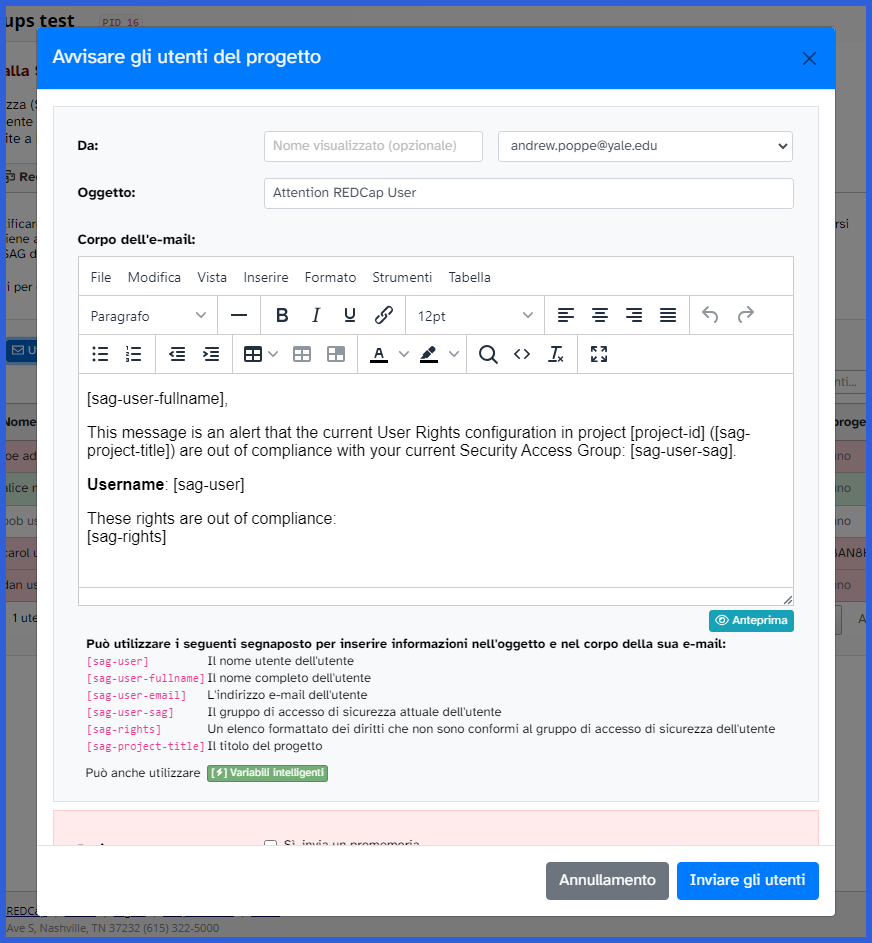 ups test PID 16
Avvisare gli utenti del progetto
alla
Da:
Nome visualizzato (opzionale)
andrew.poppe@yale.edu
Oggetto:
Attention REDCap User
Corpo dell'e-mail:
File Modifica Vista Inserire Formato Strumenti Tabella
Paragrafo
B I U
12pt
A
[sag-user-fullname],
This message is an alert that the current User Rights configuration in project [project-id] ([sag-
project-title]) are out of compliance with your current Security Access Group: [sag-user-sag].
Username: [sag-user]
These rights are out of compliance:
[sag-rights]
Anteprima
Può utilizzare i seguenti segnaposto per inserire informazioni nell'oggetto e nel corpo della sua e-mail:
[sag-user] Il nome utente dell'utente
[sag-user-fullname] Il nome completo dell'utente
[sag-user-email] L'indirizzo e-mail dell'utente
[sag-user-sag] Il gruppo di accesso di sicurezza attuale dell'utente
[sag-rights] Un elenco formattato dei diritti che non sono conformi al gruppo di accesso di sicurezza dell'utente
[sag-project-title] Il titolo del progetto
Può anche utilizzare [⚡] Variabili intelligenti
Sì, invia un promemoria
Annullamento
Inviare gli utenti
Ave S, Nashville, TN 37232 (615) 322-5000